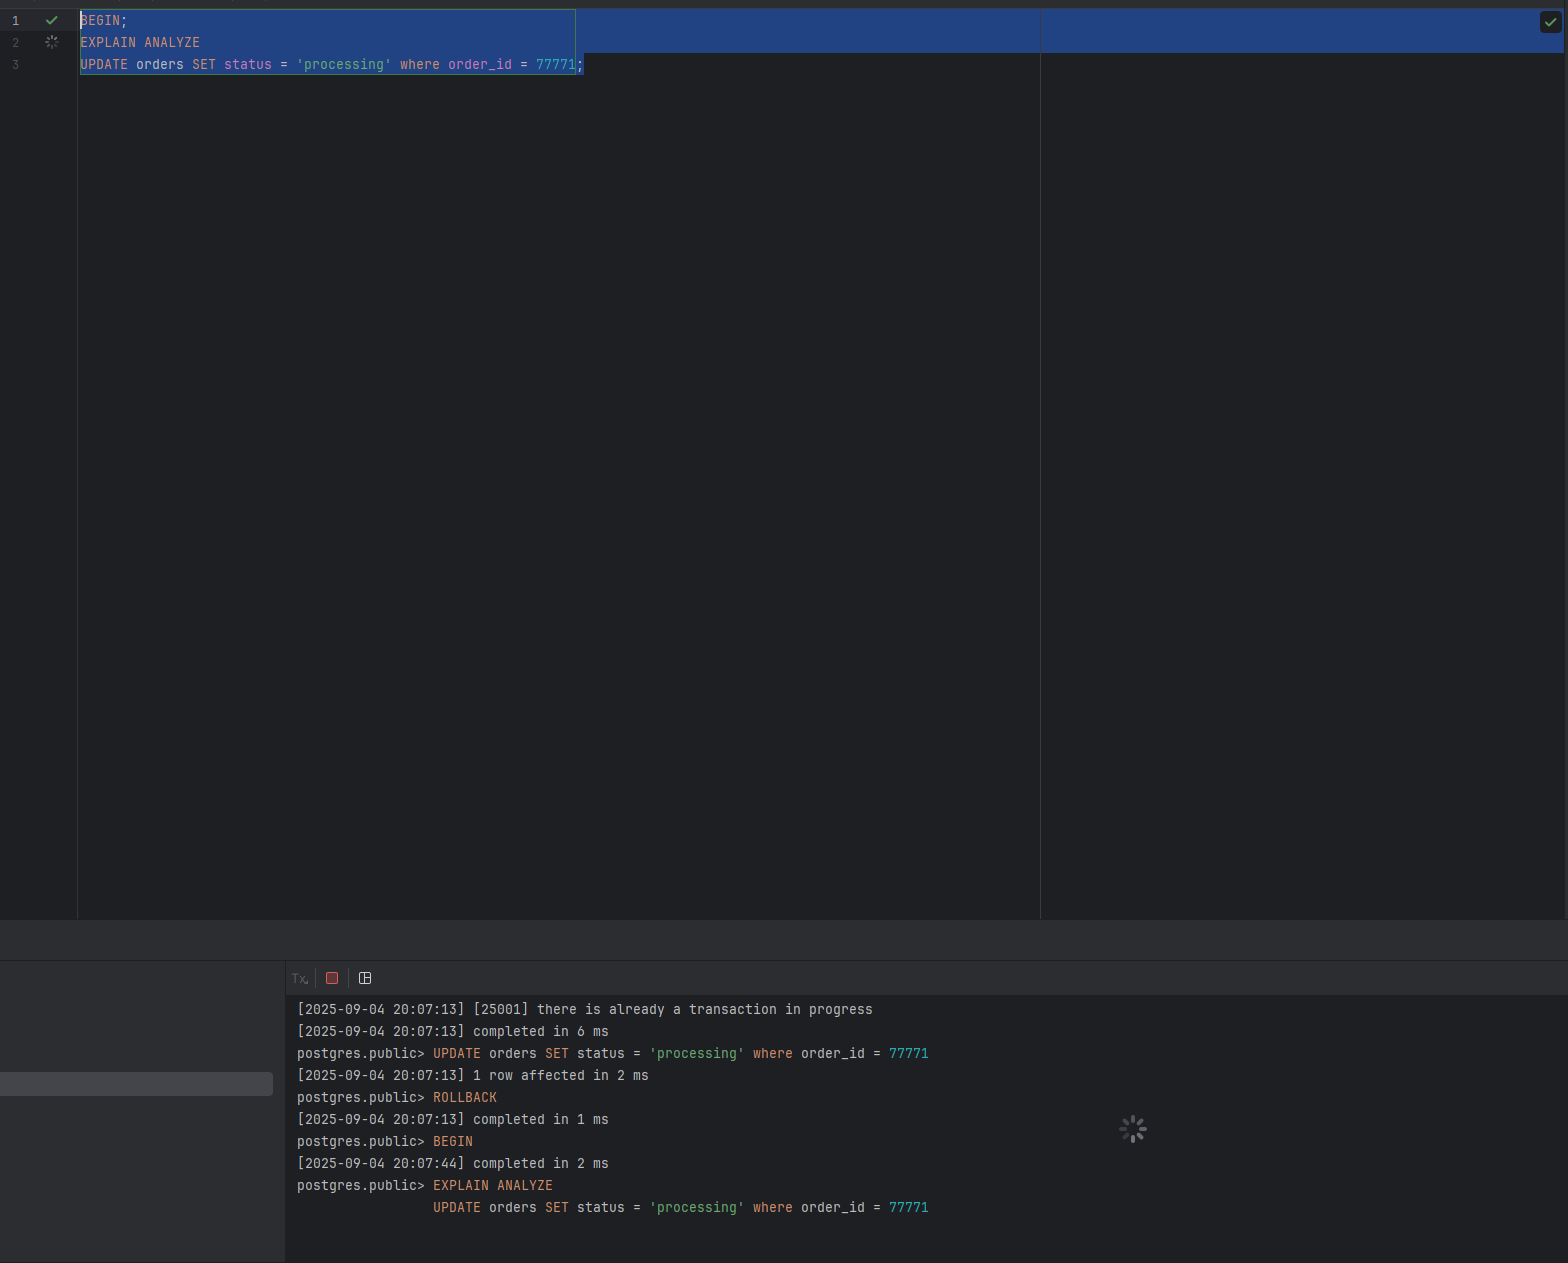 1 BEGIN;
2 EXPLAIN ANALYZE
3 UPDATE orders SET status = 'processing' where order_id = 77771;
Tx
[2025-09-04 20:07:13] [25001] there is already a transaction in progress
[2025-09-04 20:07:13] completed in 6 ms
postgres.public> UPDATE orders SET status = 'processing' where order_id = 77771
[2025-09-04 20:07:13] 1 row affected in 2 ms
postgres.public> ROLLBACK
[2025-09-04 20:07:13] completed in 1 ms
postgres.public> BEGIN
[2025-09-04 20:07:44] completed in 2 ms
postgres.public> EXPLAIN ANALYZE
UPDATE orders SET status = 'processing' where order_id = 77771